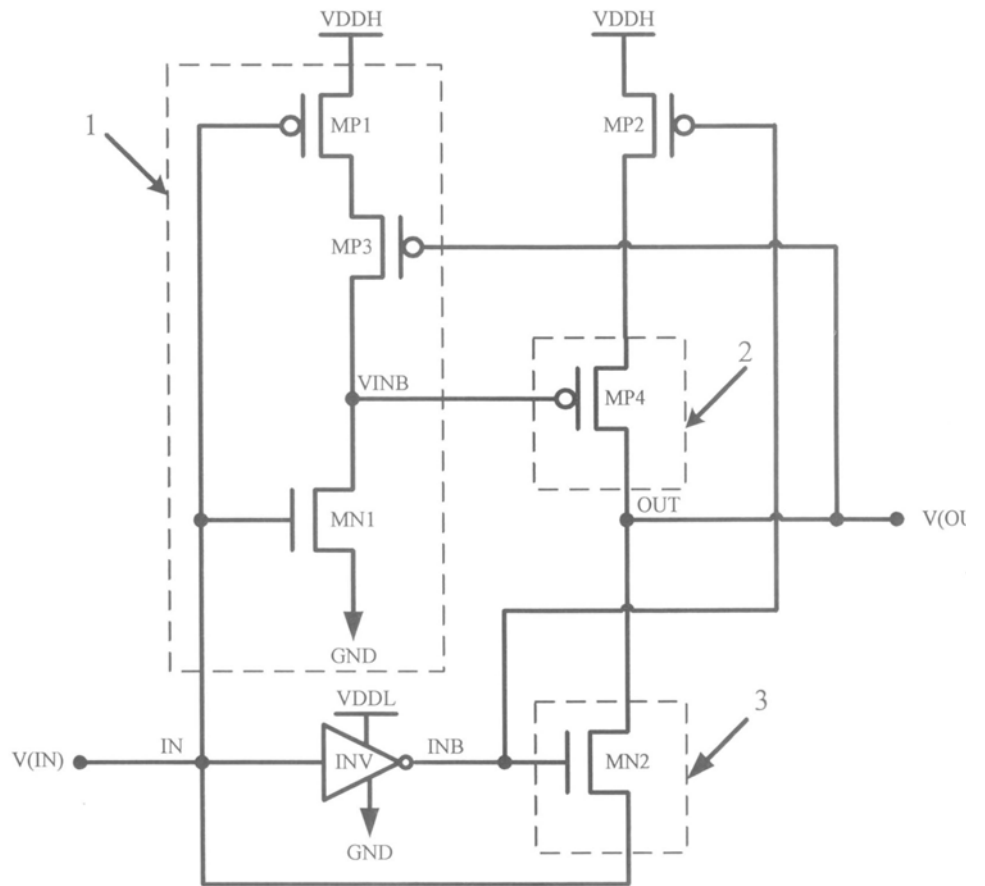 VDDH
VDDH
1
MP1
MP2
MP3
2
VINB
MP4
OUT
MN1
V(OU
GND
VDDL
3
V(IN)
IN
INV
INB
MN2
GND